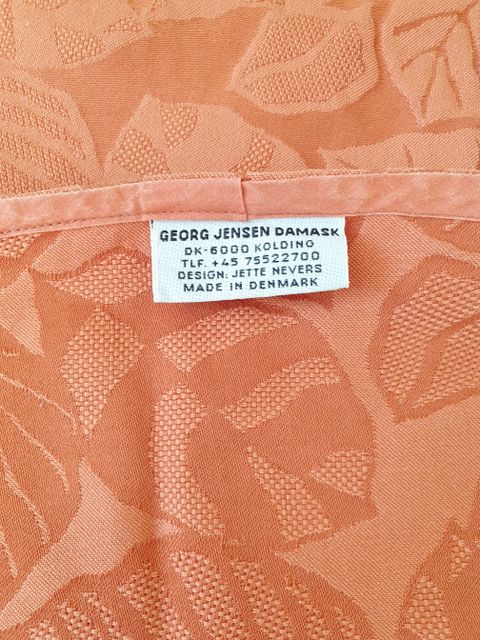 GEORG JENSEN DAMASK
DK-6000 KOLDING
TLF. +45 75522700
DESIGN: JETTE NEVERS
MADE IN DENMARK